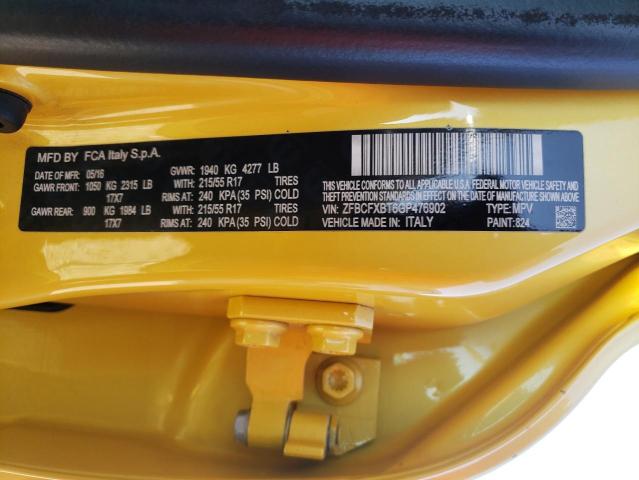 MFD BY FCA Italy S.p.A.
DATE OF MFR: 05/16 GVWR: 1940 KG 4277 LB
GAWR FRONT: 1050 KG 2315 LB WITH: 215/55 R17 TIRES
17X7 RIMS AT: 240 KPA (35 PSI) COLD
GAWR REAR: 900 KG 1984 LB WITH: 215/55 R17 TIRES
17X7 RIMS AT: 240 KPA (35 PSI) COLD
THIS VEHICLE CONFORMS TO ALL APPLICABLE U.S.A. FEDERAL MOTOR VEHICLE SAFETY AND
THEFT PREVENTION STANDARDS IN EFFECT ON THE DATE OF MANUFACTURE SHOWN ABOVE.
VIN: ZFBCFXBT6GP476902 TYPE: MPV
VEHICLE MADE IN: ITALY PAINT: 824